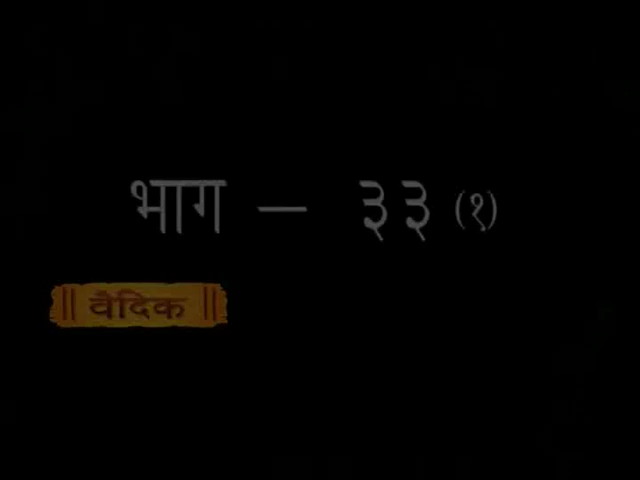 भाग – ३३ (१)
॥ वैदिक ॥